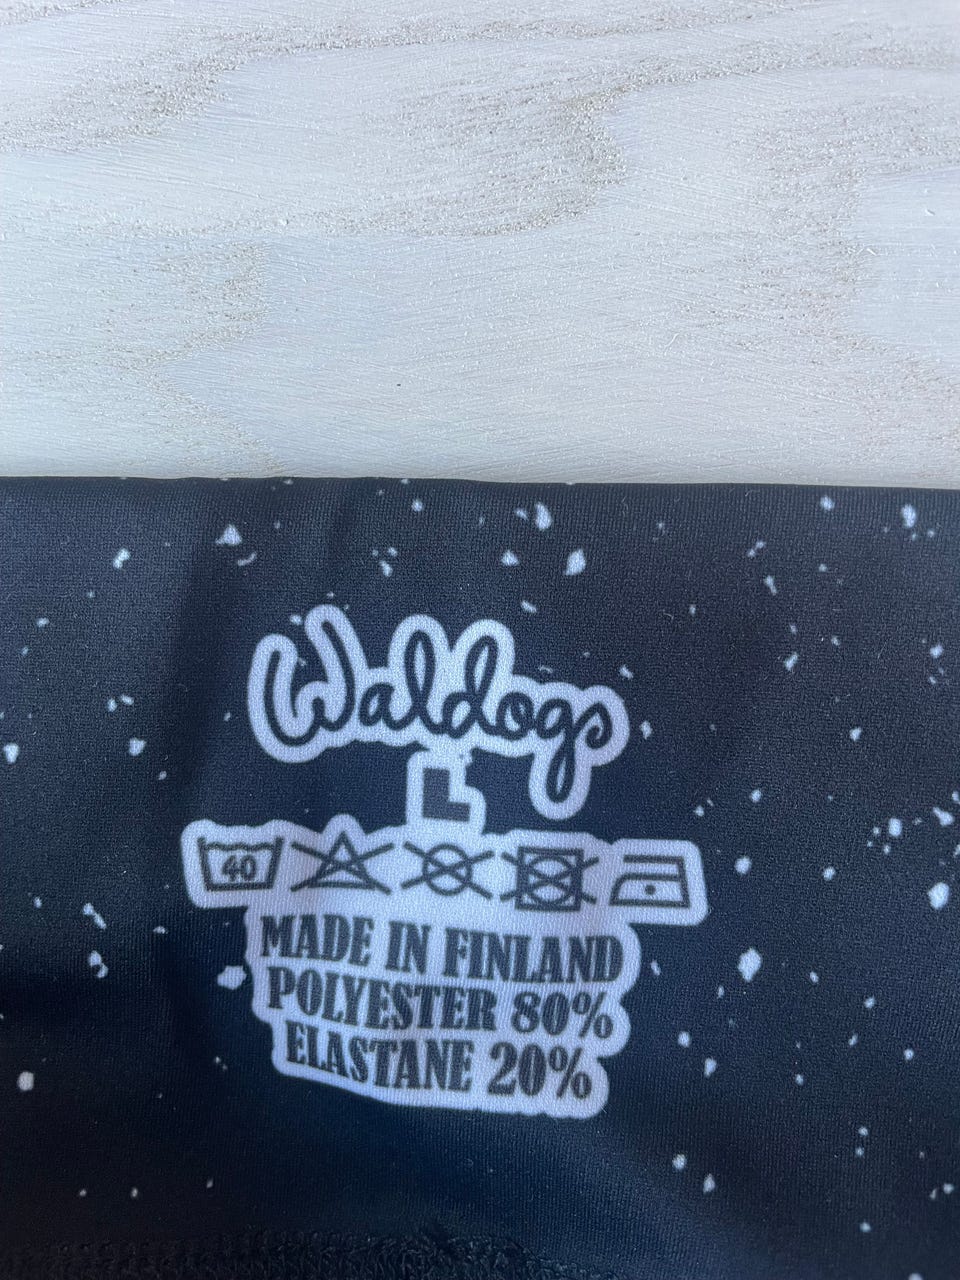 Waldogs
L
40
MADE IN FINLAND
POLYESTER 80%
ELASTANE 20%